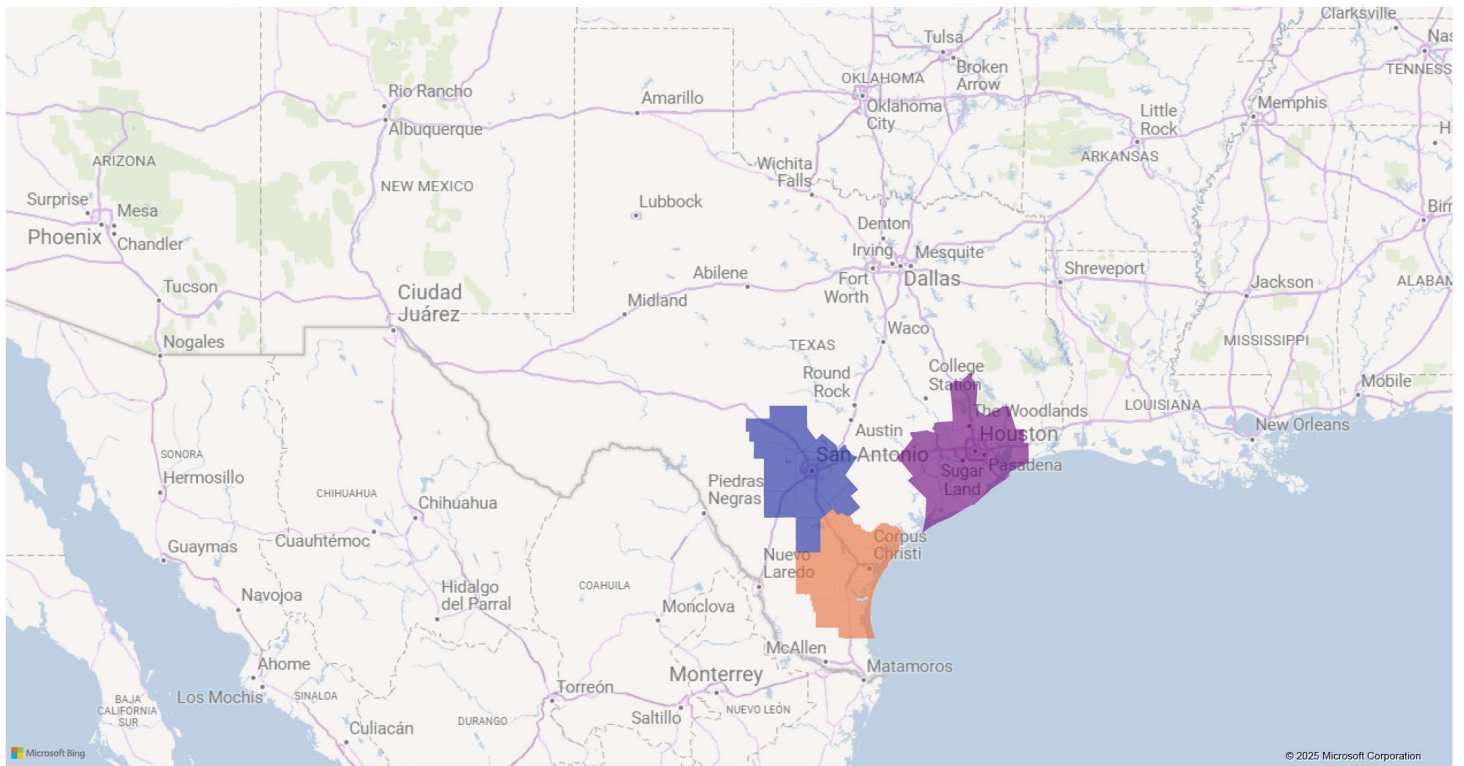 Clarksville
Tulsa
Broken
Arrow
OKLAHOMA
Oklahoma
City
TENNESS
Rio Rancho
Albuquerque
Amarillo
Little
Rock
Memphis
ARKANSAS
ARIZONA
NEW MEXICO
Wichita
Falls
Surprise
Mesa
Phoenix
Chandler
Lubbock
Denton
Irving
Mesquite
Fort
Worth
Dallas
Shreveport
Jackson
ALABAM
Tucson
Ciudad
Juárez
Abilene
Midland
Nogales
Waco
TEXAS
MISSISSIPPI
Round
Rock
College
Station
Mobile
The Woodlands
LOUISIANA
New Orleans
Austin
Houston
San Antonio
Sugar
Land
Pasadena
SONORA
Hermosillo
CHIHUAHUA
Chihuahua
Piedras
Negras
Cuauhtémoc
Guaymas
Corpus
Christi
Nuevo
Laredo
Navojoa
Hidalgo
del Parral
COAHUILA
Monclova
McAllen
Matamoros
Ahome
Los Mochis
SINALOA
Torreón
Monterrey
BAJA
CALIFORNIA
SUR
Culiacán
DURANGO
Saltillo
NUEVO LEÓN
Microsoft Bing
© 2025 Microsoft Corporation